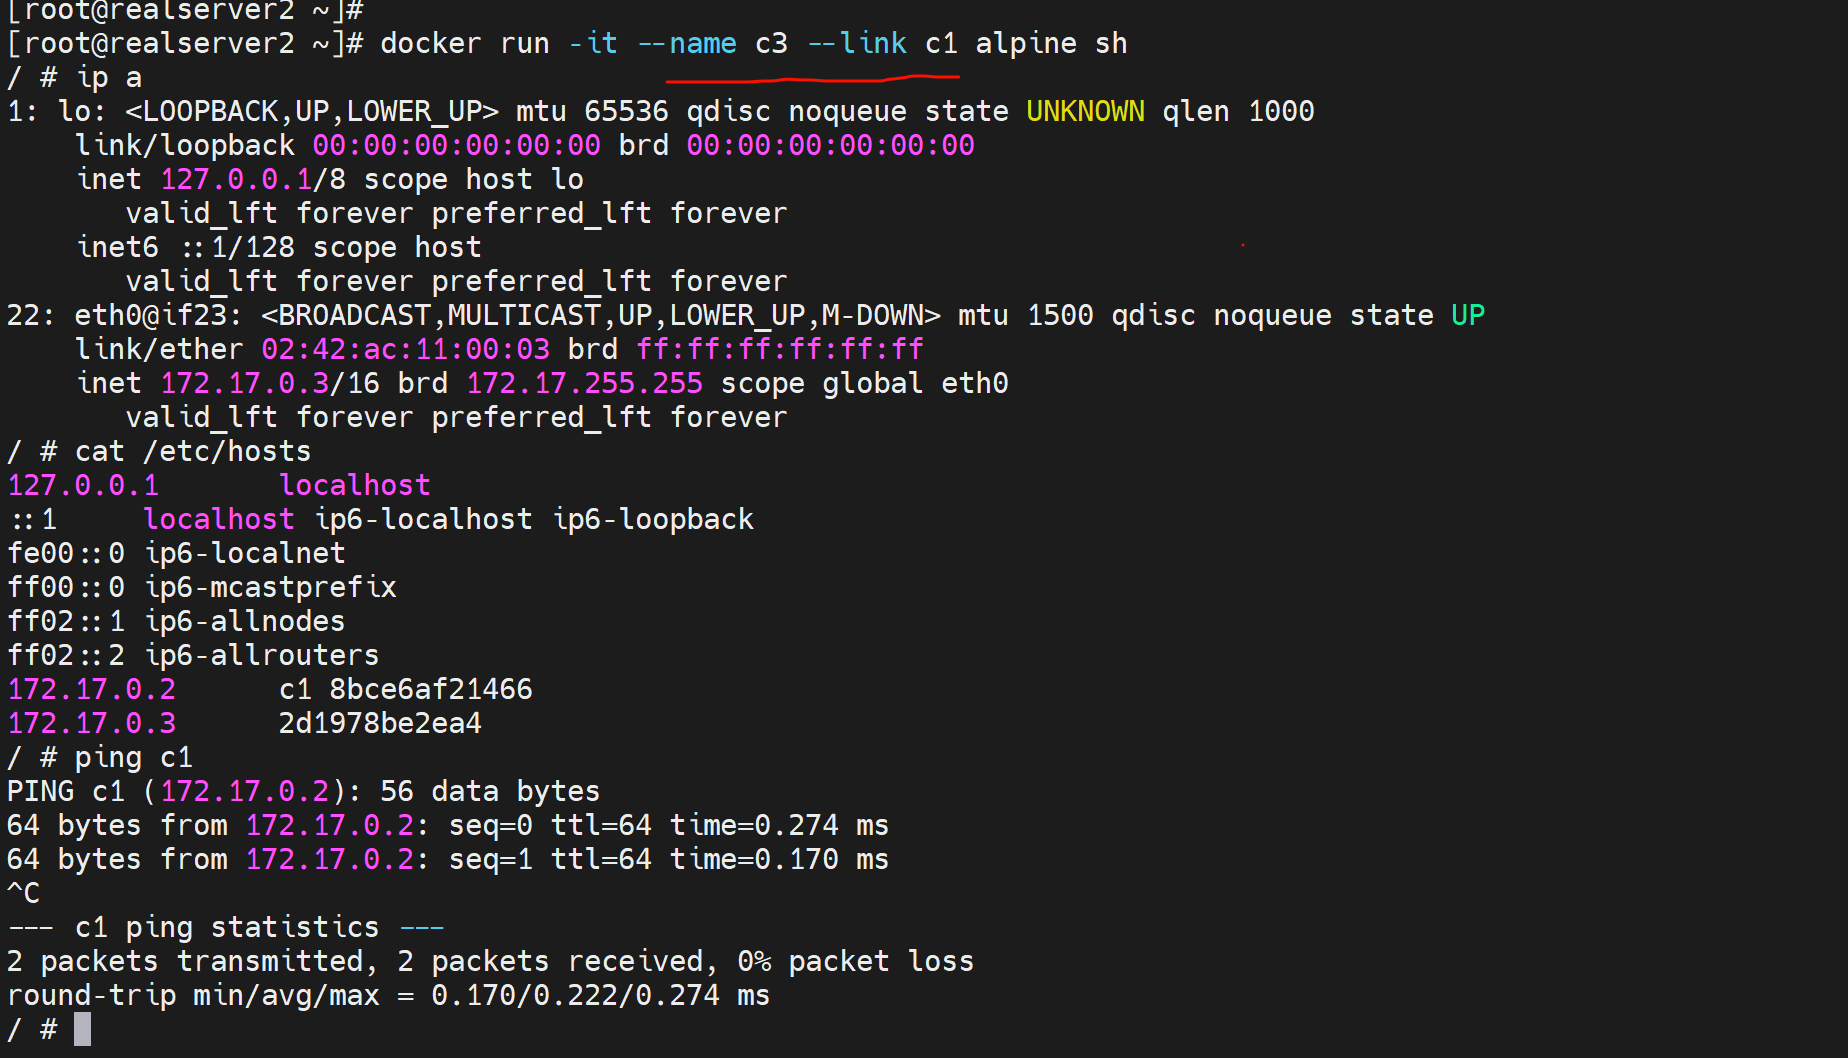 [root@realserver2 ~]#
[root@realserver2 ~]# docker run -it --name c3 --link c1 alpine sh
/ # ip a
1: lo: <LOOPBACK,UP,LOWER_UP> mtu 65536 qdisc noqueue state UNKNOWN qlen 1000
    link/loopback 00:00:00:00:00:00 brd 00:00:00:00:00:00
    inet 127.0.0.1/8 scope host lo
       valid_lft forever preferred_lft forever
    inet6 ::1/128 scope host
       valid_lft forever preferred_lft forever
22: eth0@if23: <BROADCAST,MULTICAST,UP,LOWER_UP,M-DOWN> mtu 1500 qdisc noqueue state UP
    link/ether 02:42:ac:11:00:03 brd ff:ff:ff:ff:ff:ff
    inet 172.17.0.3/16 brd 172.17.255.255 scope global eth0
       valid_lft forever preferred_lft forever
/ # cat /etc/hosts
127.0.0.1       localhost
::1     localhost ip6-localhost ip6-loopback
fe00::0 ip6-localnet
ff00::0 ip6-mcastprefix
ff02::1 ip6-allnodes
ff02::2 ip6-allrouters
172.17.0.2      c1 8bce6af21466
172.17.0.3      2d1978be2ea4
/ # ping c1
PING c1 (172.17.0.2): 56 data bytes
64 bytes from 172.17.0.2: seq=0 ttl=64 time=0.274 ms
64 bytes from 172.17.0.2: seq=1 ttl=64 time=0.170 ms
^C
--- c1 ping statistics ---
2 packets transmitted, 2 packets received, 0% packet loss
round-trip min/avg/max = 0.170/0.222/0.274 ms
/ #